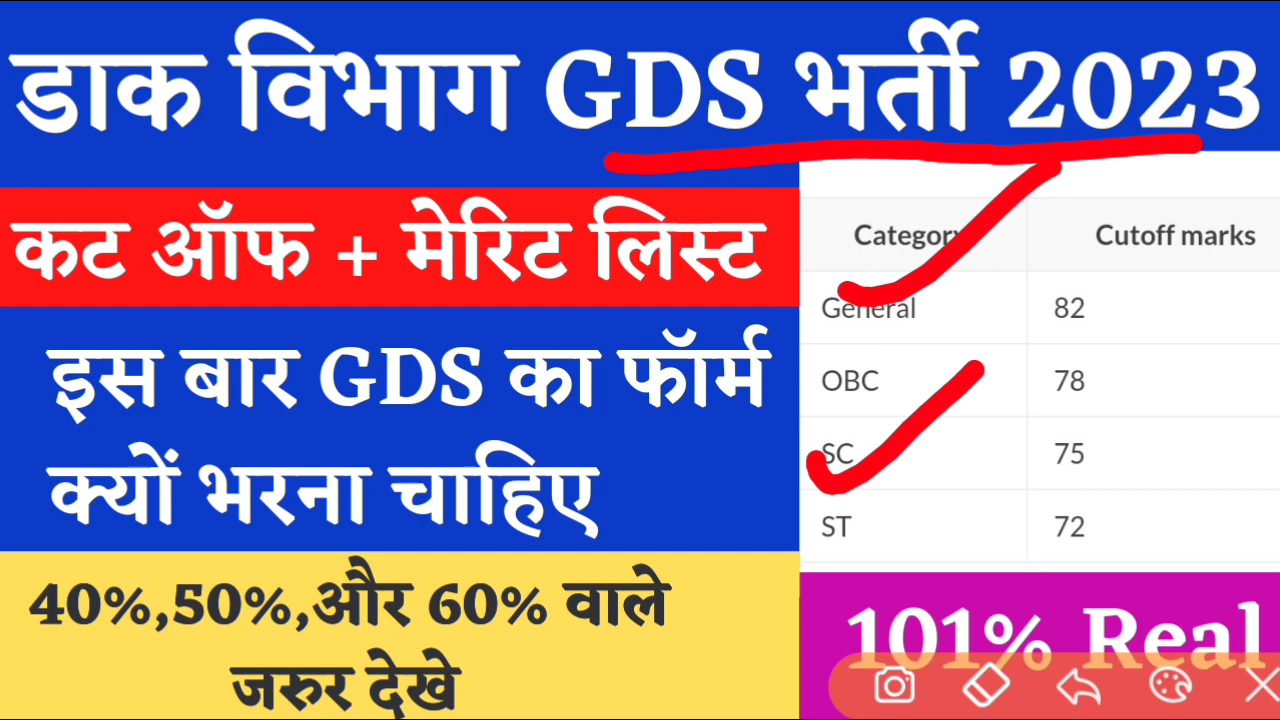 डाक विभाग GDS भर्ती 2023
कट ऑफ + मेरिट लिस्ट
इस बार GDS का फॉर्म
क्यों भरना चाहिए
40%,50%,और 60% वाले
जरुर देखे
Category Cutoff marks
General 82
OBC 78
SC 75
ST 72
101% Real